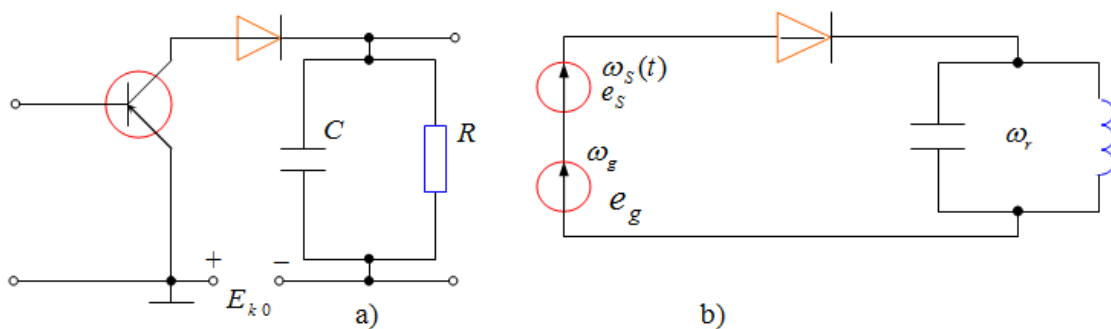 C
R
+
−
E_{k0}
a)
ω_S(t)
e_S
ω_g
e_g
ω_r
b)